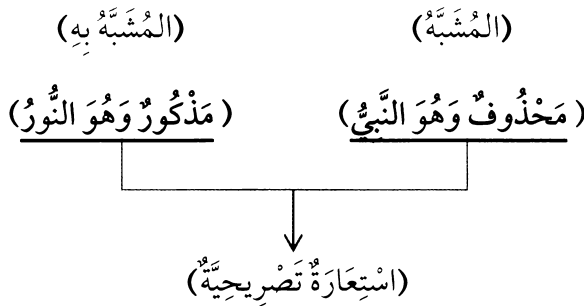 (المُشَبَّهُ) (المُشَبَّهُ بِهِ)
(مَحْذُوفٌ وَهُوَ النَّبِيُّ) (مَذْكُورٌ وَهُوَ النُّورُ)
(اسْتِعَارَةٌ تَصْرِيحِيَّةٌ)